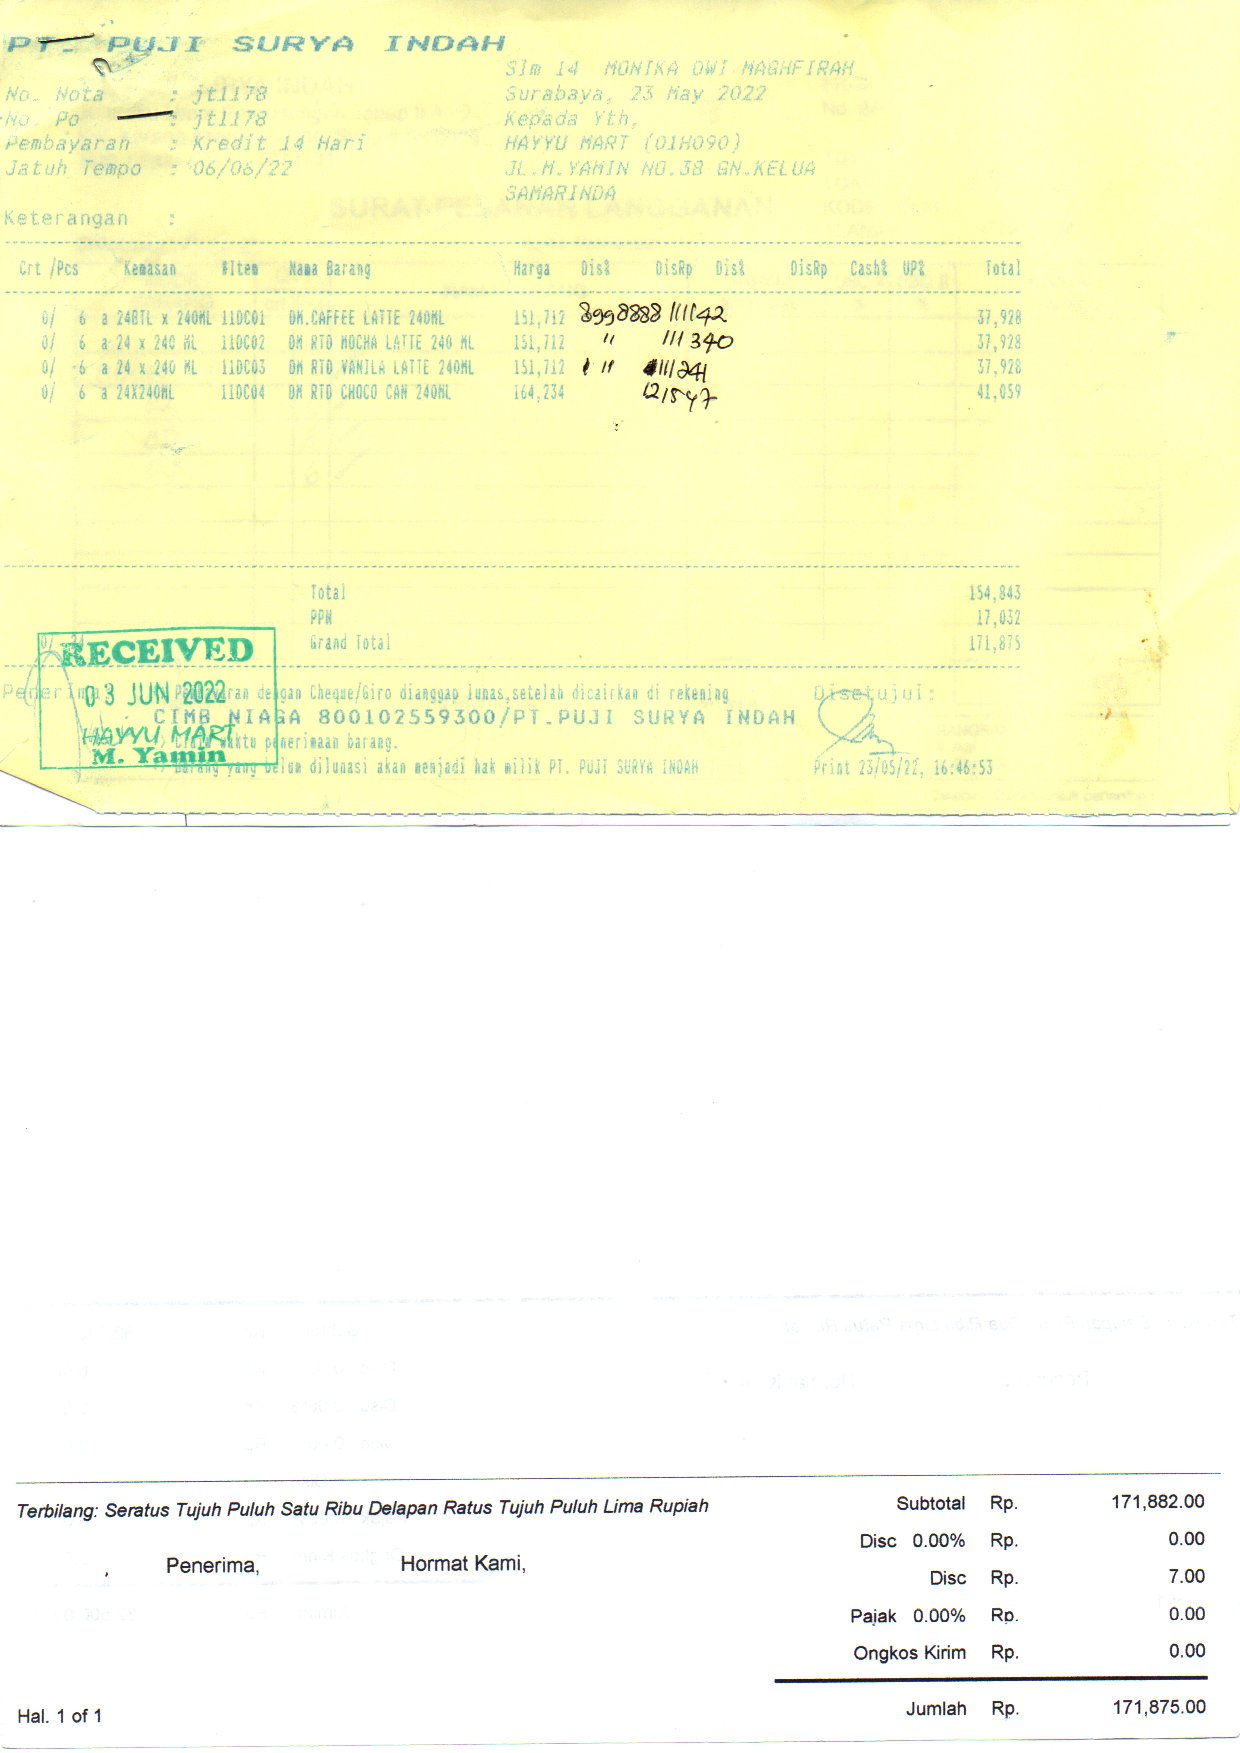 PT. PUJI SURYA INDAH
Slm 14 MONIKA DWI MAGHFIRAH
No. Nota : jt1178
Surabaya, 23 May 2022
No. Po : jt1178
Kepada Yth,
Pembayaran : Kredit 14 Hari
HAYYU MART (01H090)
Jatuh Tempo : 06/06/22
JL.M.YAMIN NO.38 GN.KELUA
SAMARINDA
Keterangan :
Crt /Pcs Kemasan #Item Nama Barang Harga Dis% DisRp Dis% DisRp Cash% UP% Total
0/ 6 a 24BTL x 240ML 11DC01 DM.CAFFEE LATTE 240ML 151,712 8998888 111142 37,928
0/ 6 a 24 x 240 ML 11DC02 DM RTD MOCHA LATTE 240 ML 151,712 " 111 340 37,928
0/ 6 a 24 x 240 ML 11DC03 DM RTD VANILA LATTE 240ML 151,712 " 111241 37,928
0/ 6 a 24X240ML 11DC04 DM RTD CHOCO CAN 240ML 164,234 121547 41,059
Total 154,843
PPN 17,032
0/ 24 Grand Total 171,875
RECEIVED
03 JUN 2022
HAYYU MART
M. Yamin
Penerima Pembayaran dengan Cheque/Giro dianggap lunas,setelah dicairkan di rekening Disetujui:
CIMB NIAGA 800102559300/PT.PUJI SURYA INDAH
Claim waktu penerimaan barang.
Barang yang belum dilunasi akan menjadi hak milik PT. PUJI SURYA INDAH Print 23/05/22, 16:46:53
Terbilang: Seratus Tujuh Puluh Satu Ribu Delapan Ratus Tujuh Puluh Lima Rupiah
Subtotal Rp. 171,882.00
Disc 0.00% Rp. 0.00
Penerima, Hormat Kami,
Disc Rp. 7.00
Pajak 0.00% Rp. 0.00
Ongkos Kirim Rp. 0.00
Hal. 1 of 1
Jumlah Rp. 171,875.00